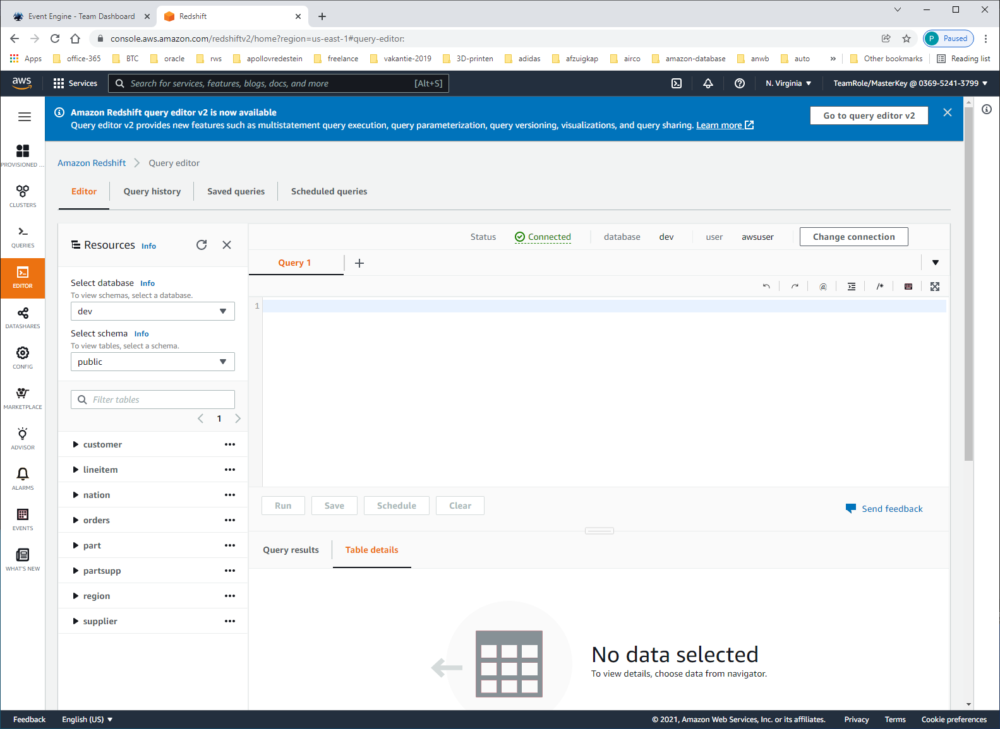 Event Engine - Team Dashboard
Redshift
console.aws.amazon.com/redshiftv2/home?region=us-east-1#query-editor:
P Paused
Apps office-365 BTC oracle rws apollovredestein freelance vakantie-2019 3D-printen adidas afzuigkap airco amazon-database anwb auto » Other bookmarks Reading list
aws Services Search for services, features, blogs, docs, and more [Alt+S] N. Virginia TeamRole/MasterKey @ 0369-5241-3799
Amazon Redshift query editor v2 is now available
Query editor v2 provides new features such as multistatement query execution, query parameterization, query versioning, visualizations, and query sharing. Learn more
Go to query editor v2
PROVISIONED ...
CLUSTERS
QUERIES
EDITOR
DATASHARES
CONFIG
MARKETPLACE
ADVISOR
ALARMS
EVENTS
WHAT'S NEW
Amazon Redshift Query editor
Editor Query history Saved queries Scheduled queries
Resources Info
Select database Info
To view schemas, select a database.
dev
Select schema Info
To view tables, select a schema.
public
Filter tables
1
customer
lineitem
nation
orders
part
partsupp
region
supplier
Status Connected database dev user awsuser Change connection
Query 1 +
@ /*
1
Run Save Schedule Clear Send feedback
Query results Table details
No data selected
To view details, choose data from navigator.
Feedback English (US) © 2021, Amazon Web Services, Inc. or its affiliates. Privacy Terms Cookie preferences